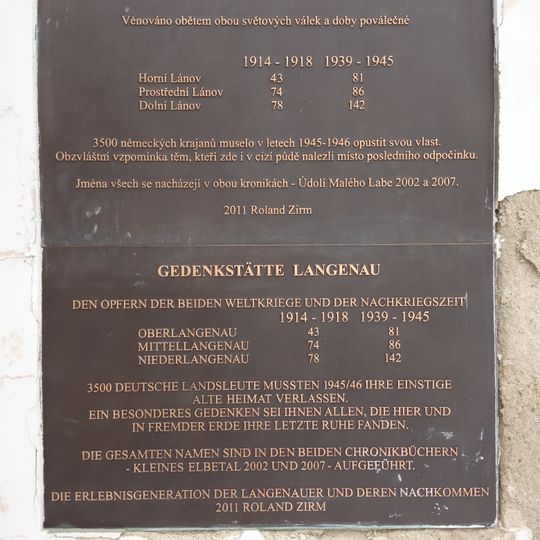 Věnováno obětem obou světových válek a doby poválečné
1914 - 1918 1939 - 1945
Horní Lánov 43 81
Prostřední Lánov 74 86
Dolní Lánov 78 142
3500 německých krajanů muselo v letech 1945-1946 opustit svou vlast.
Obzvláštní vzpomínka těm, kteří zde i v cizí půdě nalezli místo posledního odpočinku.
Jména všech se nacházejí v obou kronikách - Údolí Malého Labe 2002 a 2007.
2011 Roland Zirm
GEDENKSTÄTTE LANGENAU
DEN OPFERN DER BEIDEN WELTKRIEGE UND DER NACHKRIEGSZEIT
1914 - 1918 1939 - 1945
OBERLANGENAU 43 81
MITTELLANGENAU 74 86
NIEDERLANGENAU 78 142
3500 DEUTSCHE LANDSLEUTE MUSSTEN 1945/46 IHRE EINSTIGE
ALTE HEIMAT VERLASSEN.
EIN BESONDERES GEDENKEN SEI IHNEN ALLEN, DIE HIER UND
IN FREMDER ERDE IHRE LETZTE RUHE FANDEN.
DIE GESAMTEN NAMEN SIND IN DEN BEIDEN CHRONIKBÜCHERN
- KLEINES ELBETAL 2002 UND 2007 - AUFGEFÜHRT.
DIE ERLEBNISGENERATION DER LANGENAUER UND DEREN NACHKOMMEN
2011 ROLAND ZIRM